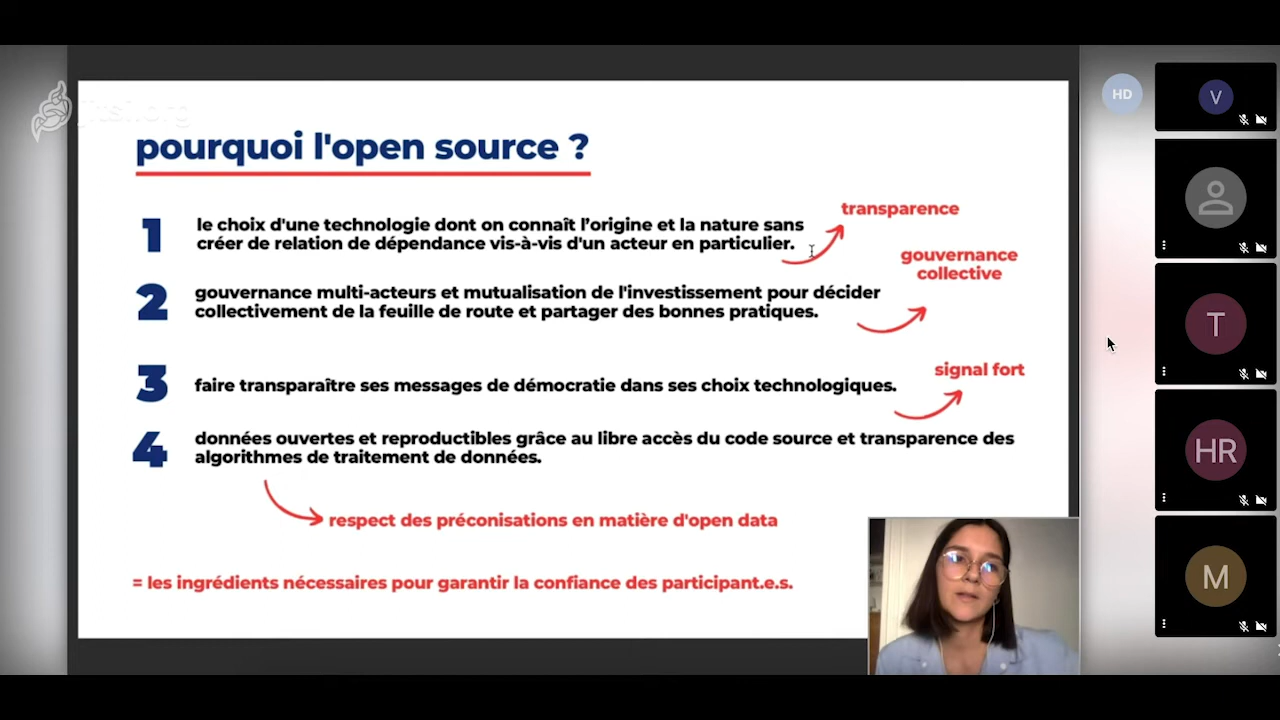 jitsi.org
pourquoi l'open source ?
1
le choix d'une technologie dont on connaît l'origine et la nature sans
créer de relation de dépendance vis-à-vis d'un acteur en particulier.
transparence
2
gouvernance multi-acteurs et mutualisation de l'investissement pour décider
collectivement de la feuille de route et partager des bonnes pratiques.
gouvernance
collective
3
faire transparaître ses messages de démocratie dans ses choix technologiques.
signal fort
4
données ouvertes et reproductibles grâce au libre accès du code source et transparence des
algorithmes de traitement de données.
respect des préconisations en matière d'open data
= les ingrédients nécessaires pour garantir la confiance des participant.e.s.
HD
V
T
HR
M